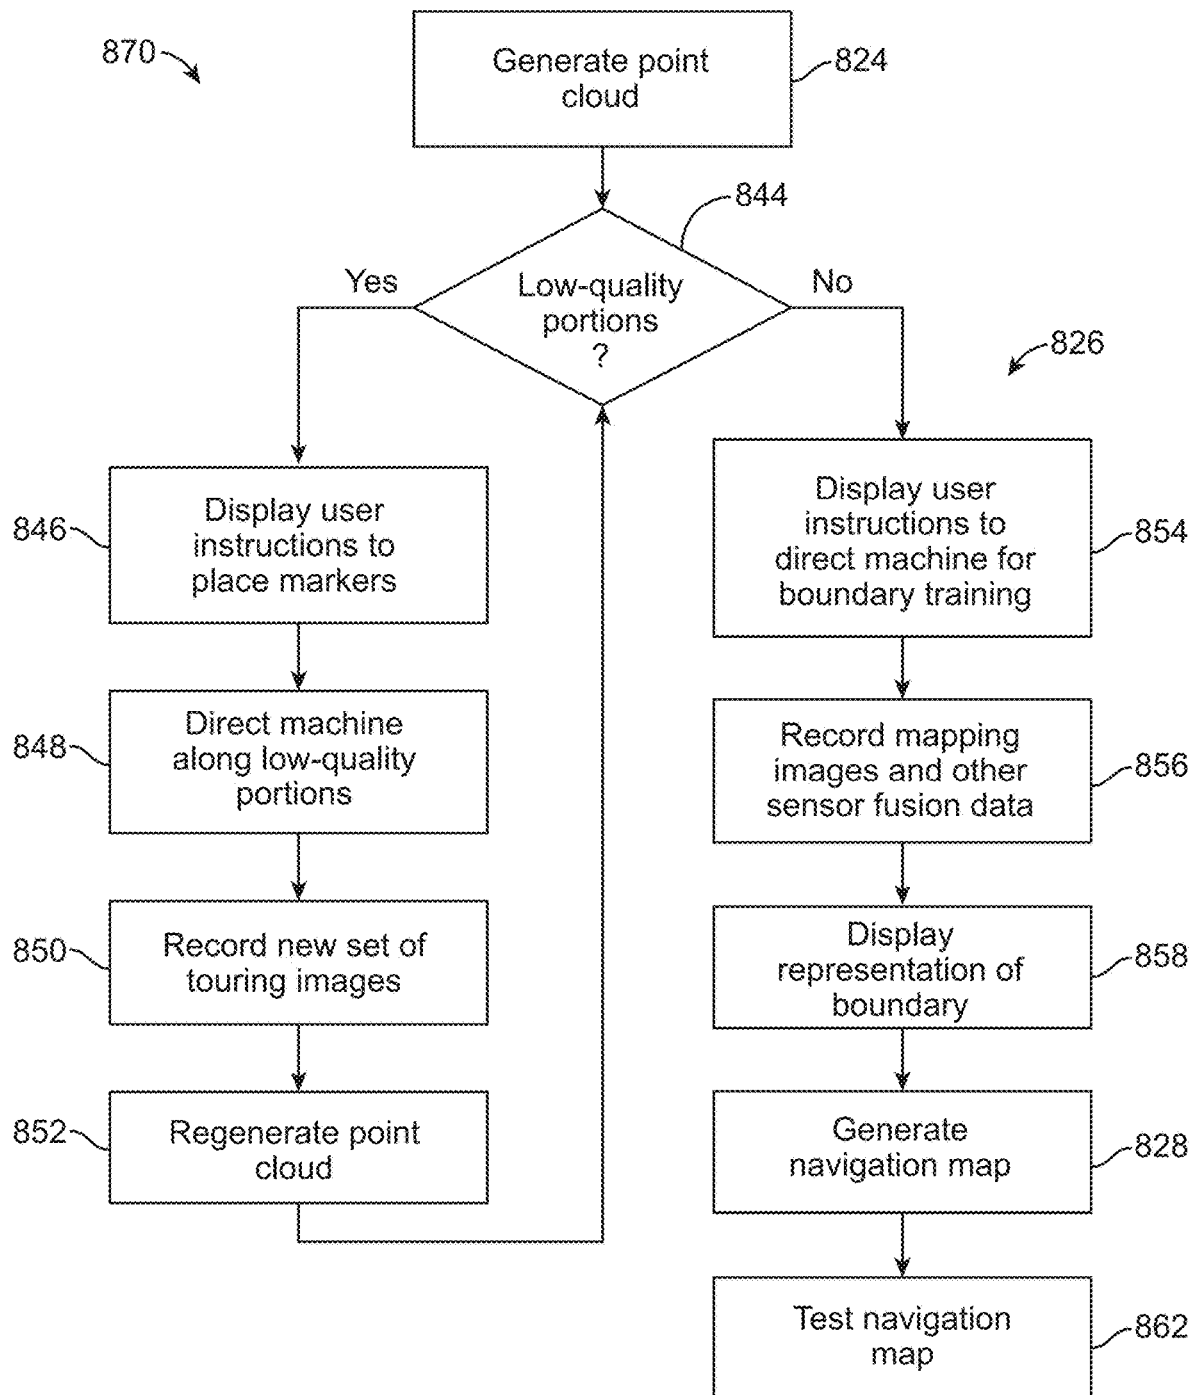 870
Generate point
cloud
824
844
Yes
Low-quality
portions
?
No
826
846
Display user
instructions to
place markers
Display user
instructions to
direct machine for
boundary training
854
848
Direct machine
along low-quality
portions
Record mapping
images and other
sensor fusion data
856
850
Record new set of
touring images
Display
representation of
boundary
858
852
Regenerate point
cloud
Generate
navigation map
828
Test navigation
map
862